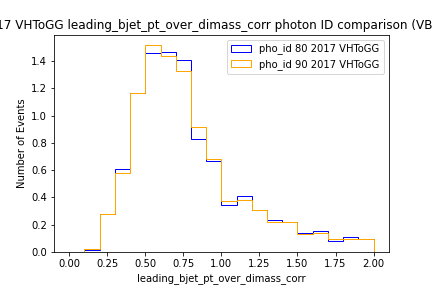 17 VHToGG leading_bjet_pt_over_dimass_corr photon ID comparison (VB
pho_id 80 2017 VHToGG
pho_id 90 2017 VHToGG
Number of Events
1.4
1.2
1.0
0.8
0.6
0.4
0.2
0.0
0.00 0.25 0.50 0.75 1.00 1.25 1.50 1.75 2.00
leading_bjet_pt_over_dimass_corr